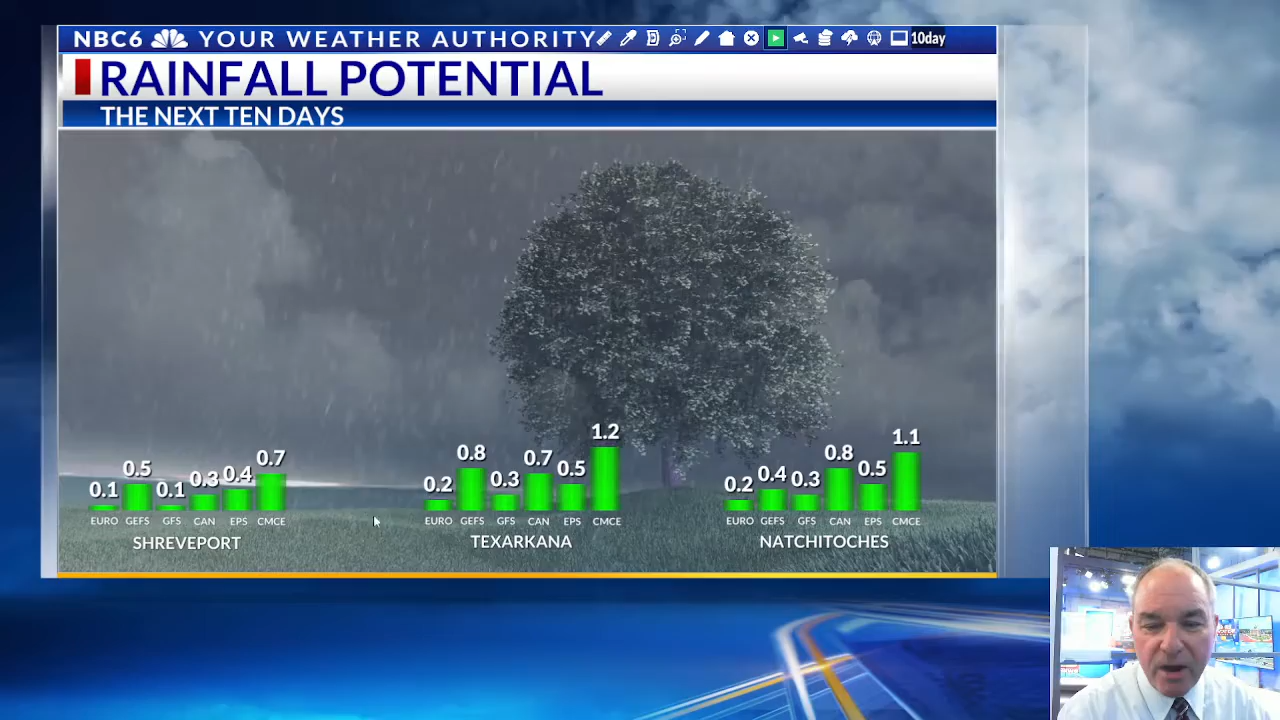 NBC6 YOUR WEATHER AUTHORITY 10day
RAINFALL POTENTIAL
THE NEXT TEN DAYS
0.1 0.5 0.1 0.3 0.4 0.7
EURO GEFS GFS CAN EPS CMCE
SHREVEPORT
0.2 0.8 0.3 0.7 0.5 1.2
EURO GEFS GFS CAN EPS CMCE
TEXARKANA
0.2 0.4 0.3 0.8 0.5 1.1
EURO GEFS GFS CAN EPS CMCE
NATCHITOCHES